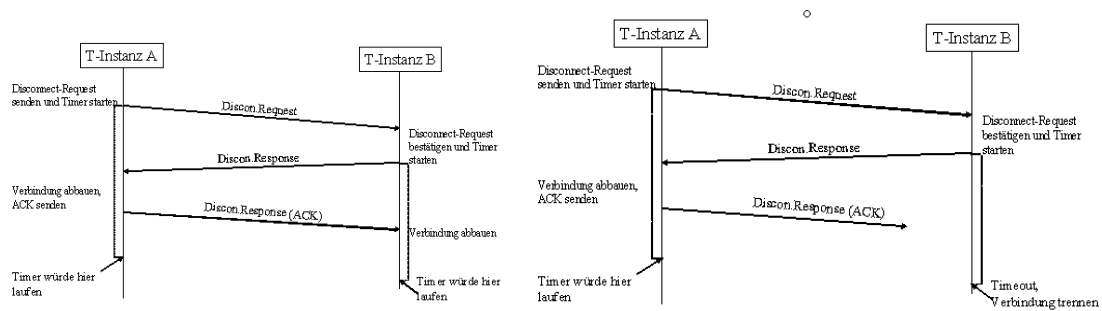 T-Instanz A
T-Instanz B
Disconnect-Request
senden und Timer starten
Discon.Request
Disconnect-Request
bestätigen und Timer
starten
Discon.Response
Verbindung abbauen,
ACK senden
Discon.Response (ACK)
Verbindung abbauen
Timer würde hier
laufen
Timer würde hier
laufen
T-Instanz A
T-Instanz B
Disconnect-Request
senden und Timer starten
Discon.Request
Disconnect-Request
bestätigen und Timer
starten
Discon.Response
Verbindung abbauen,
ACK senden
Discon.Response (ACK)
Timer würde hier
laufen
Timeout,
Verbindung trennen